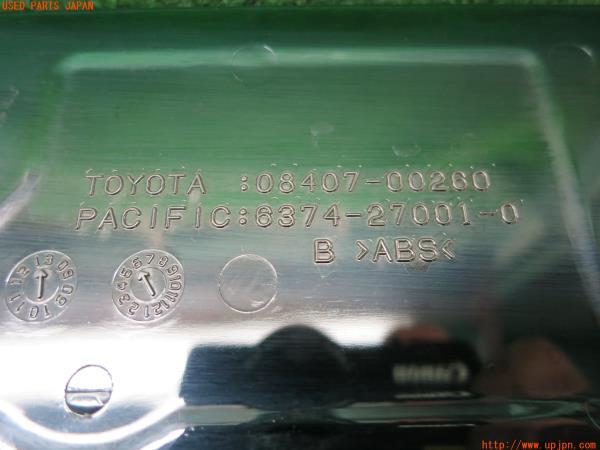 USED PARTS JAPAN
TOYOTA :08407-00260
PACIFIC:6374-27001-0
B >ABS<
http://www.upjpn.com/